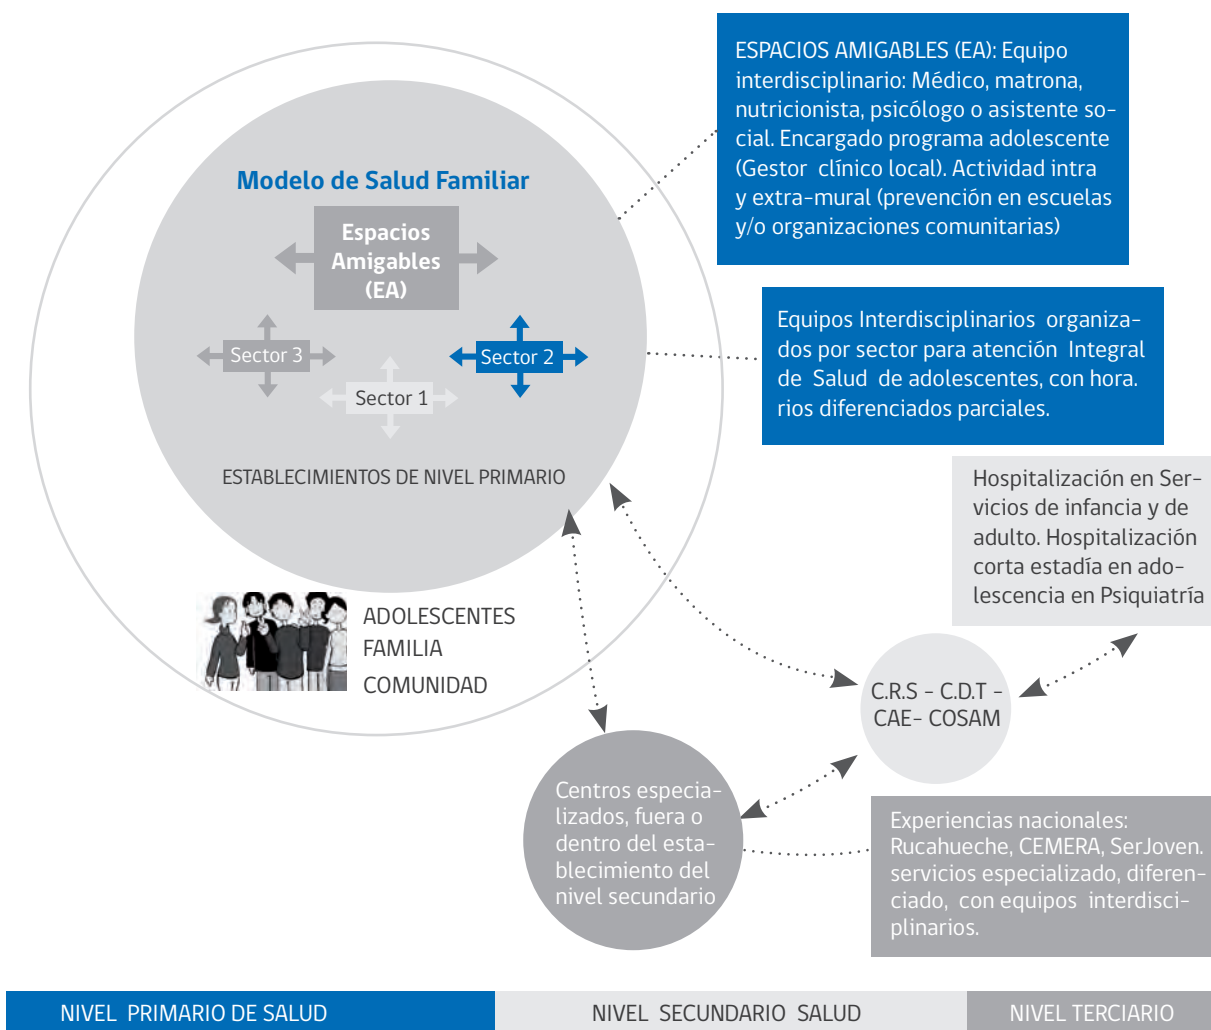 ESPACIOS AMIGABLES (EA): Equipo
interdisciplinario: Médico, matrona,
nutricionista, psicólogo o asistente so-
cial. Encargado programa adolescente
(Gestor clínico local). Actividad intra
y extra-mural (prevención en escuelas
y/o organizaciones comunitarias)
Modelo de Salud Familiar
Espacios
Amigables
(EA)
Sector 3
Sector 2
Sector 1
Equipos Interdisciplinarios organiza-
dos por sector para atención Integral
de Salud de adolescentes, con hora.
rios diferenciados parciales.
ESTABLECIMIENTOS DE NIVEL PRIMARIO
Hospitalización en Ser-
vicios de infancia y de
adulto. Hospitalización
corta estadía en ado-
lescencia en Psiquiatría
ADOLESCENTES
FAMILIA
COMUNIDAD
C.R.S - C.D.T -
CAE- COSAM
Centros especia-
lizados, fuera o
dentro del esta-
blecimiento del
nivel secundario
Experiencias nacionales:
Rucahueche, CEMERA, SerJoven.
servicios especializado, diferen-
ciado, con equipos interdisci-
plinarios.
NIVEL PRIMARIO DE SALUD
NIVEL SECUNDARIO SALUD
NIVEL TERCIARIO